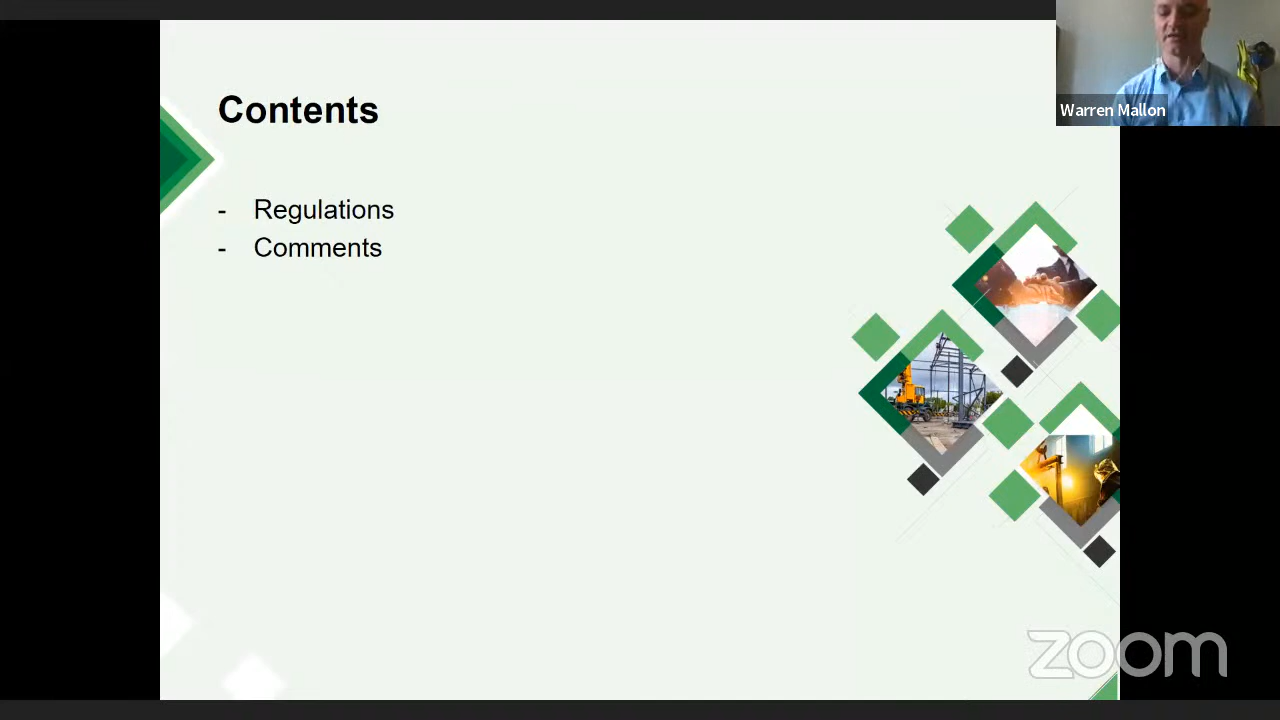 Contents
- Regulations
- Comments
Warren Mallon
zoom